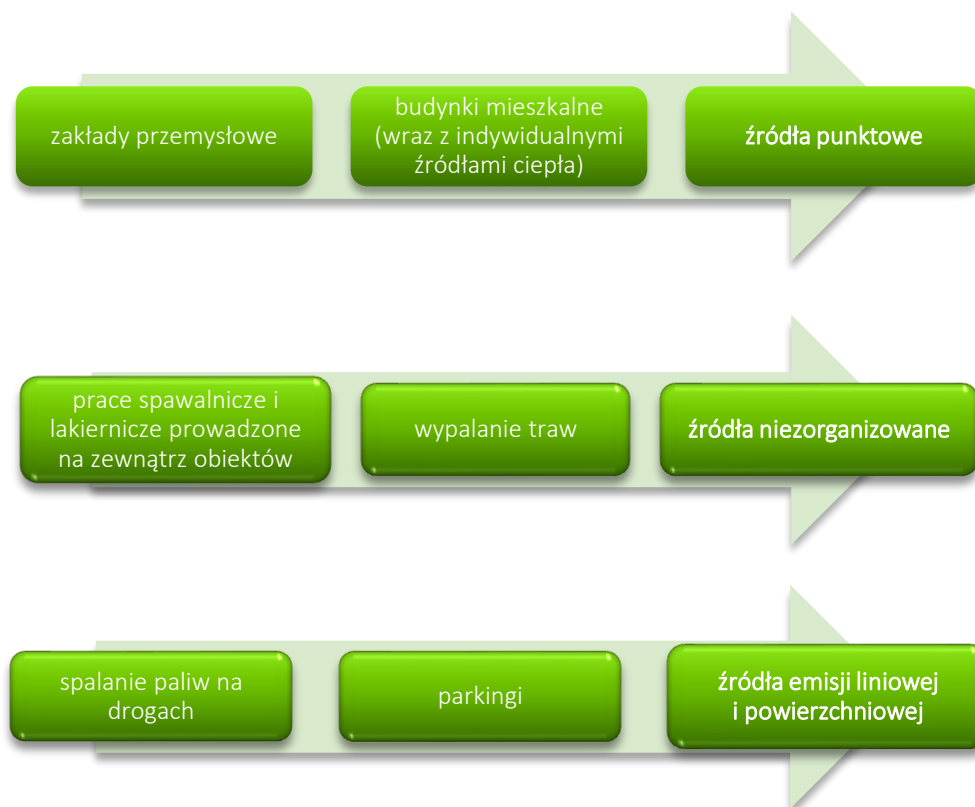 zakłady przemysłowe
budynki mieszkalne
(wraz z indywidualnymi
źródłami ciepła)
źródła punktowe
prace spawalnicze i
lakiernicze prowadzone
na zewnątrz obiektów
wypalanie traw
źródła niezorganizowane
spalanie paliw na
drogach
parkingi
źródła emisji liniowej
i powierzchniowej